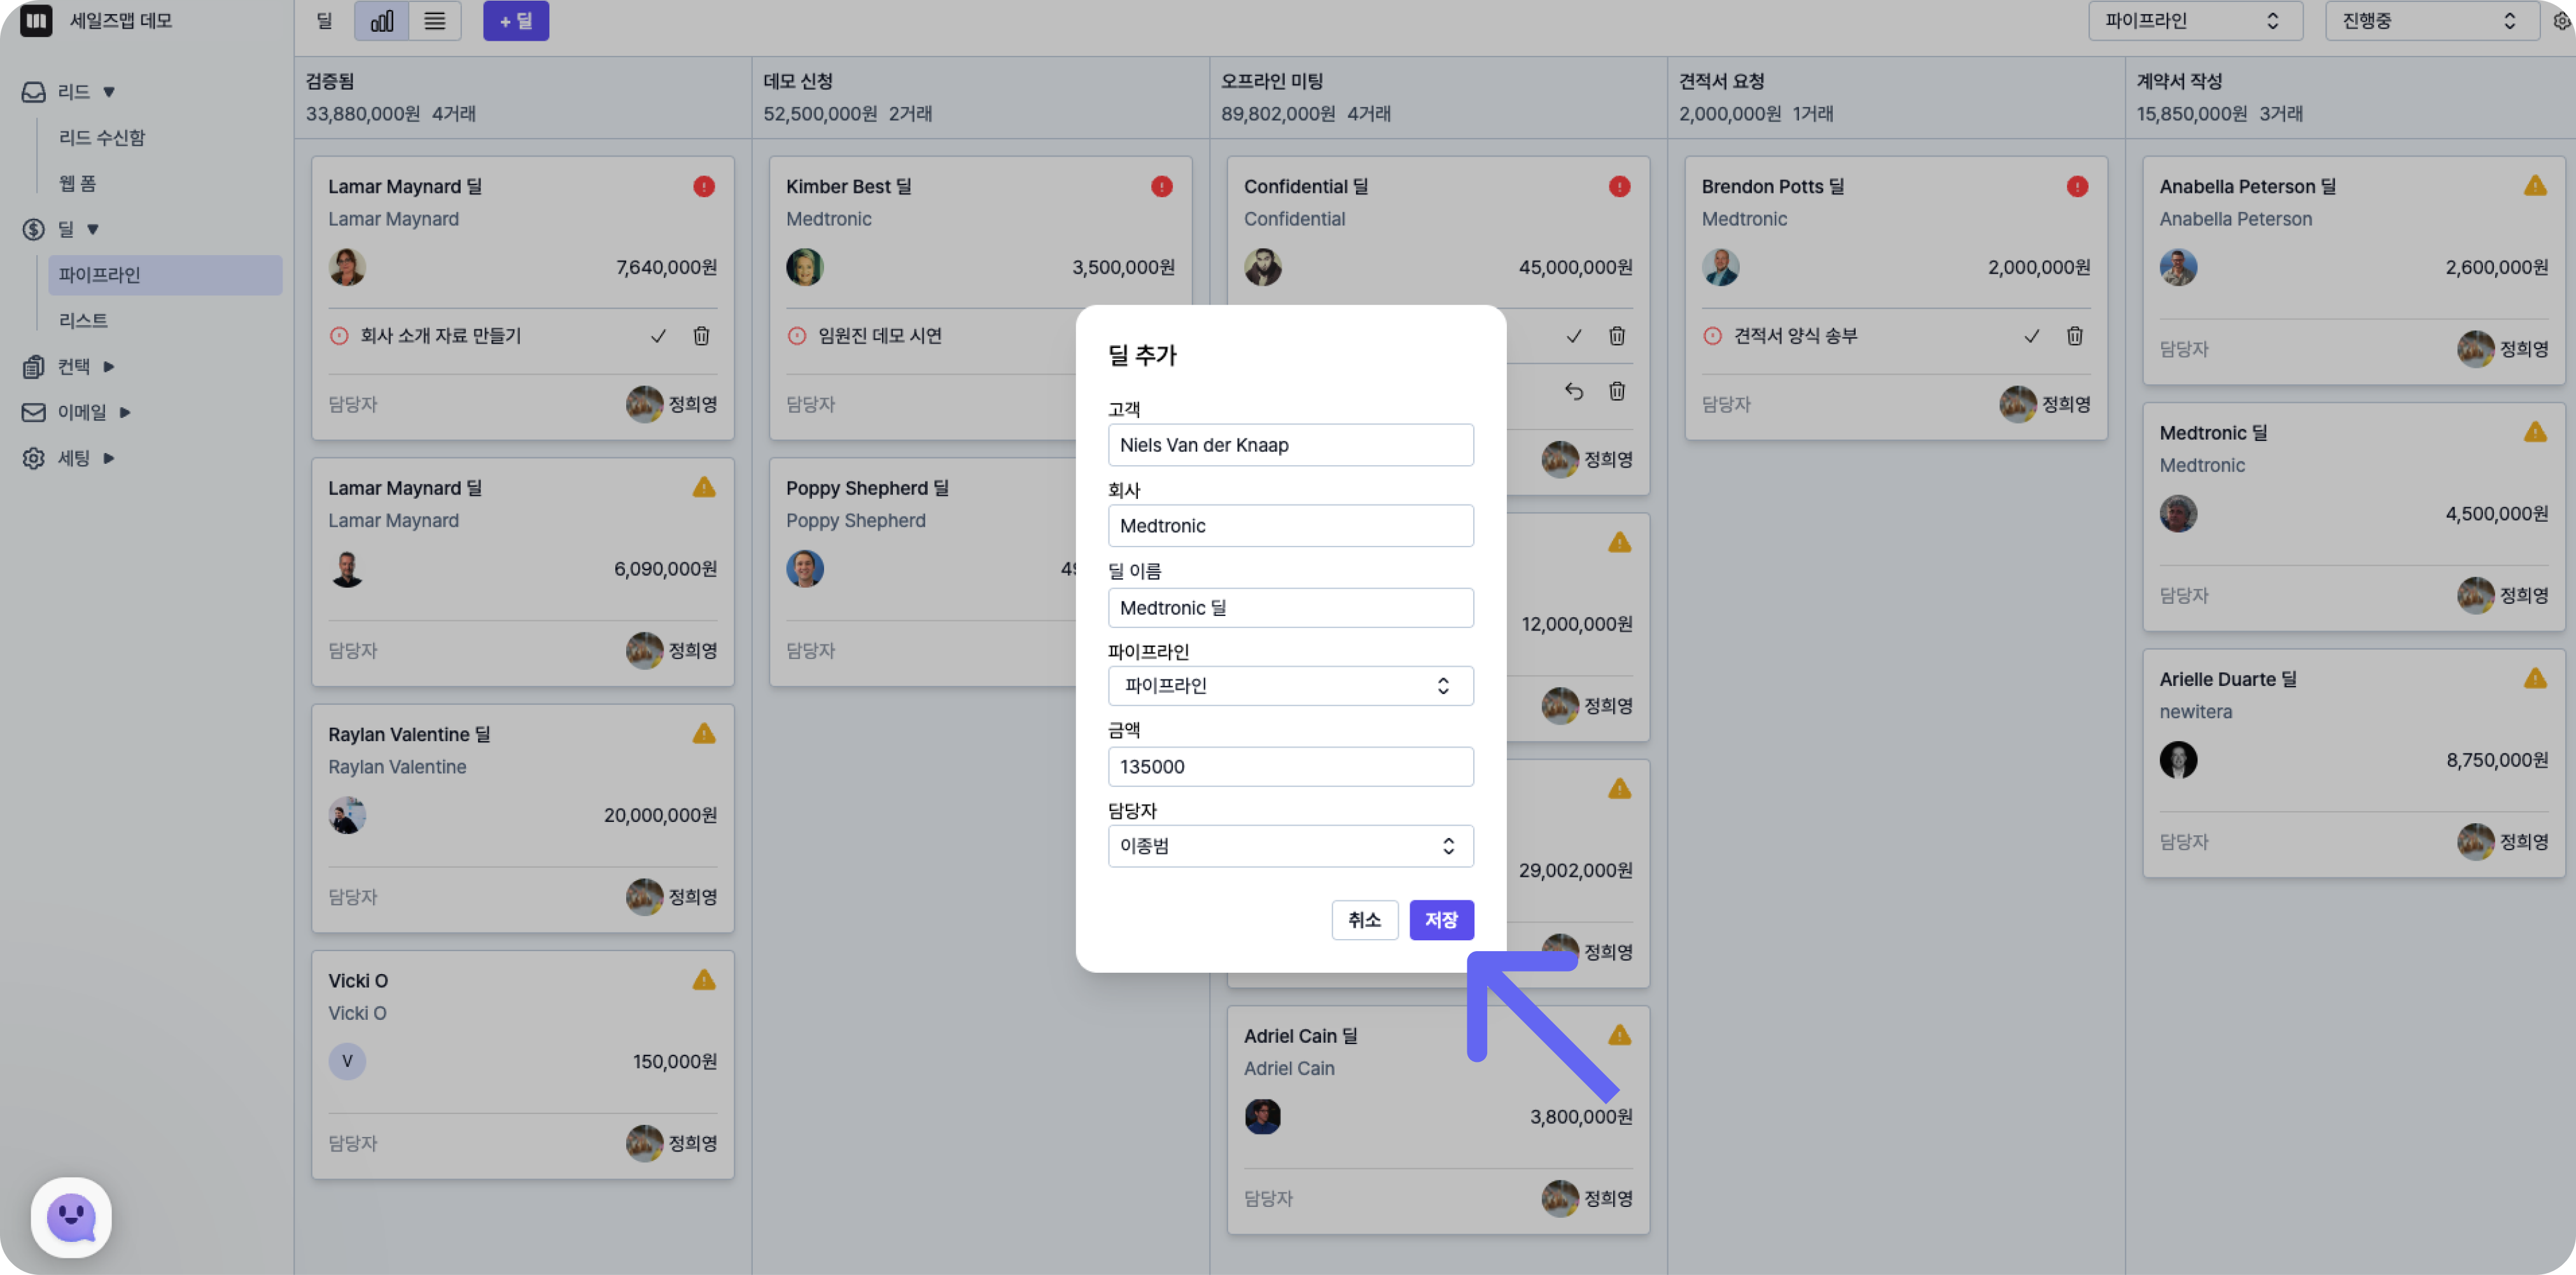 세일즈맵 데모
리드 ▼
리드 수신함
웹 폼
딜 ▼
파이프라인
리스트
컨택 ▶
이메일 ▶
세팅 ▶
딜
+ 딜
파이프라인
진행중
검증됨
33,880,000원 4거래
Lamar Maynard 딜
Lamar Maynard
7,640,000원
회사 소개 자료 만들기
담당자
정희영
Lamar Maynard 딜
Lamar Maynard
6,090,000원
담당자
정희영
Raylan Valentine 딜
Raylan Valentine
20,000,000원
담당자
정희영
Vicki O
Vicki O
V
150,000원
담당자
정희영
데모 신청
52,500,000원 2거래
Kimber Best 딜
Medtronic
3,500,000원
임원진 데모 시연
담당자
Poppy Shepherd 딜
Poppy Shepherd
담당자
오프라인 미팅
89,802,000원 4거래
Confidential 딜
Confidential
45,000,000원
정희영
12,000,000원
정희영
29,002,000원
정희영
Adriel Cain 딜
Adriel Cain
3,800,000원
담당자
정희영
견적서 요청
2,000,000원 1거래
Brendon Potts 딜
Medtronic
2,000,000원
견적서 양식 송부
담당자
정희영
계약서 작성
15,850,000원 3거래
Anabella Peterson 딜
Anabella Peterson
2,600,000원
담당자
정희영
Medtronic 딜
Medtronic
4,500,000원
담당자
정희영
Arielle Duarte 딜
newitera
8,750,000원
담당자
정희영
딜 추가
고객
Niels Van der Knaap
회사
Medtronic
딜 이름
Medtronic 딜
파이프라인
파이프라인
금액
135000
담당자
이종범
취소
저장